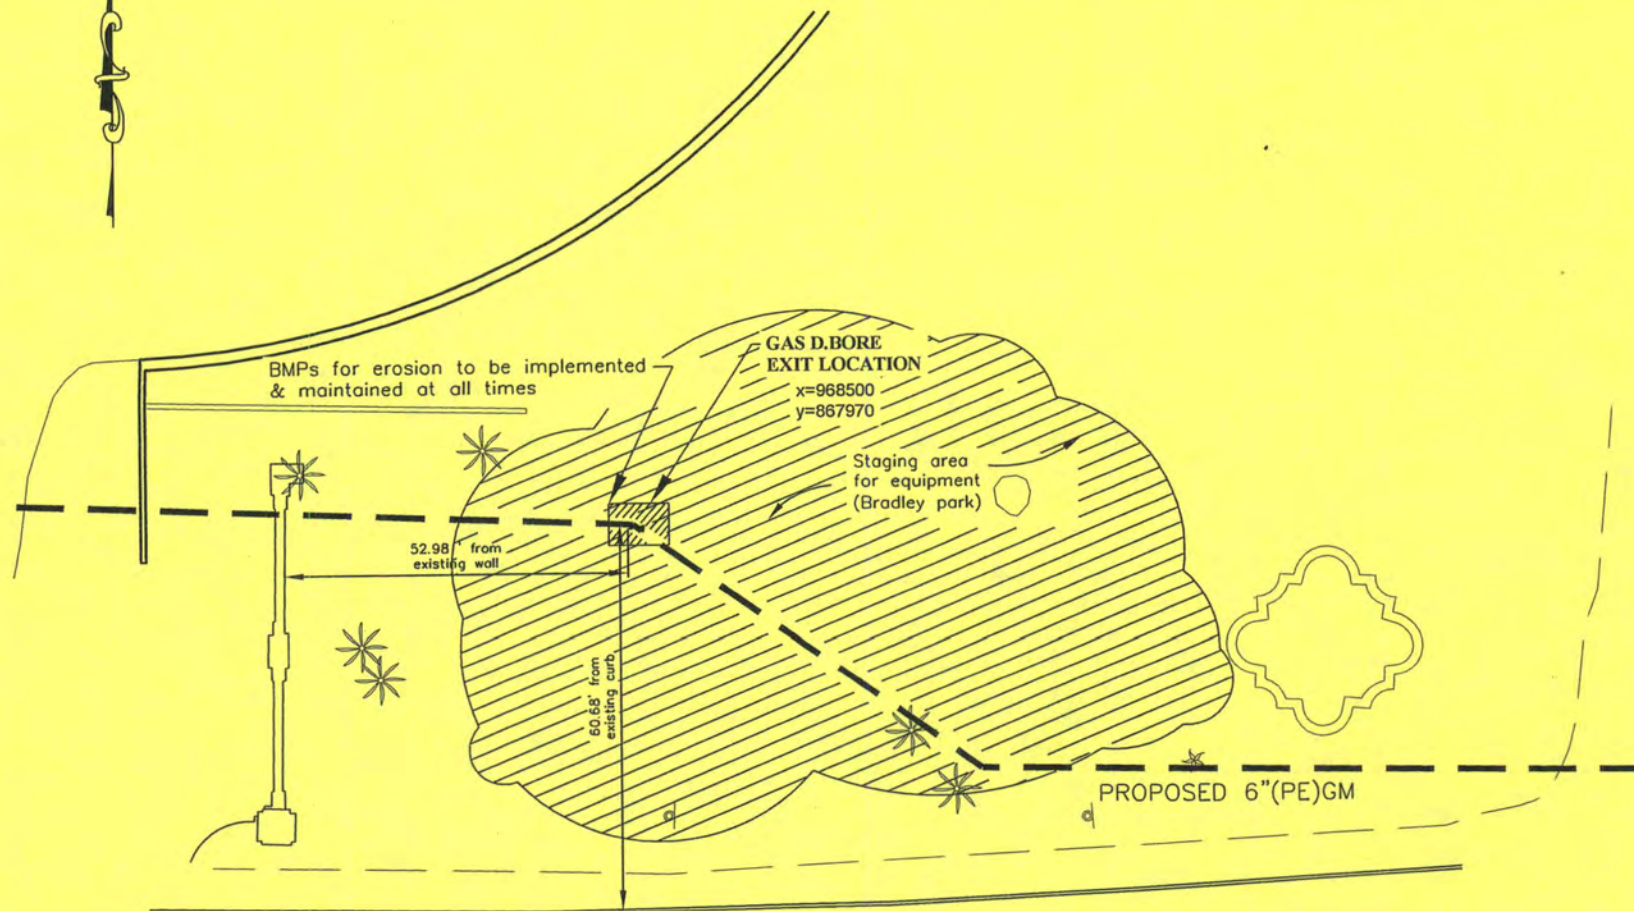 BMPs for erosion to be implemented
& maintained at all times
GAS D.BORE
EXIT LOCATION
x=968500
y=867970
Staging area
for equipment
(Bradley park)
52.98' from
existing wall
60.68' from
existing curb
PROPOSED 6"(PE)GM